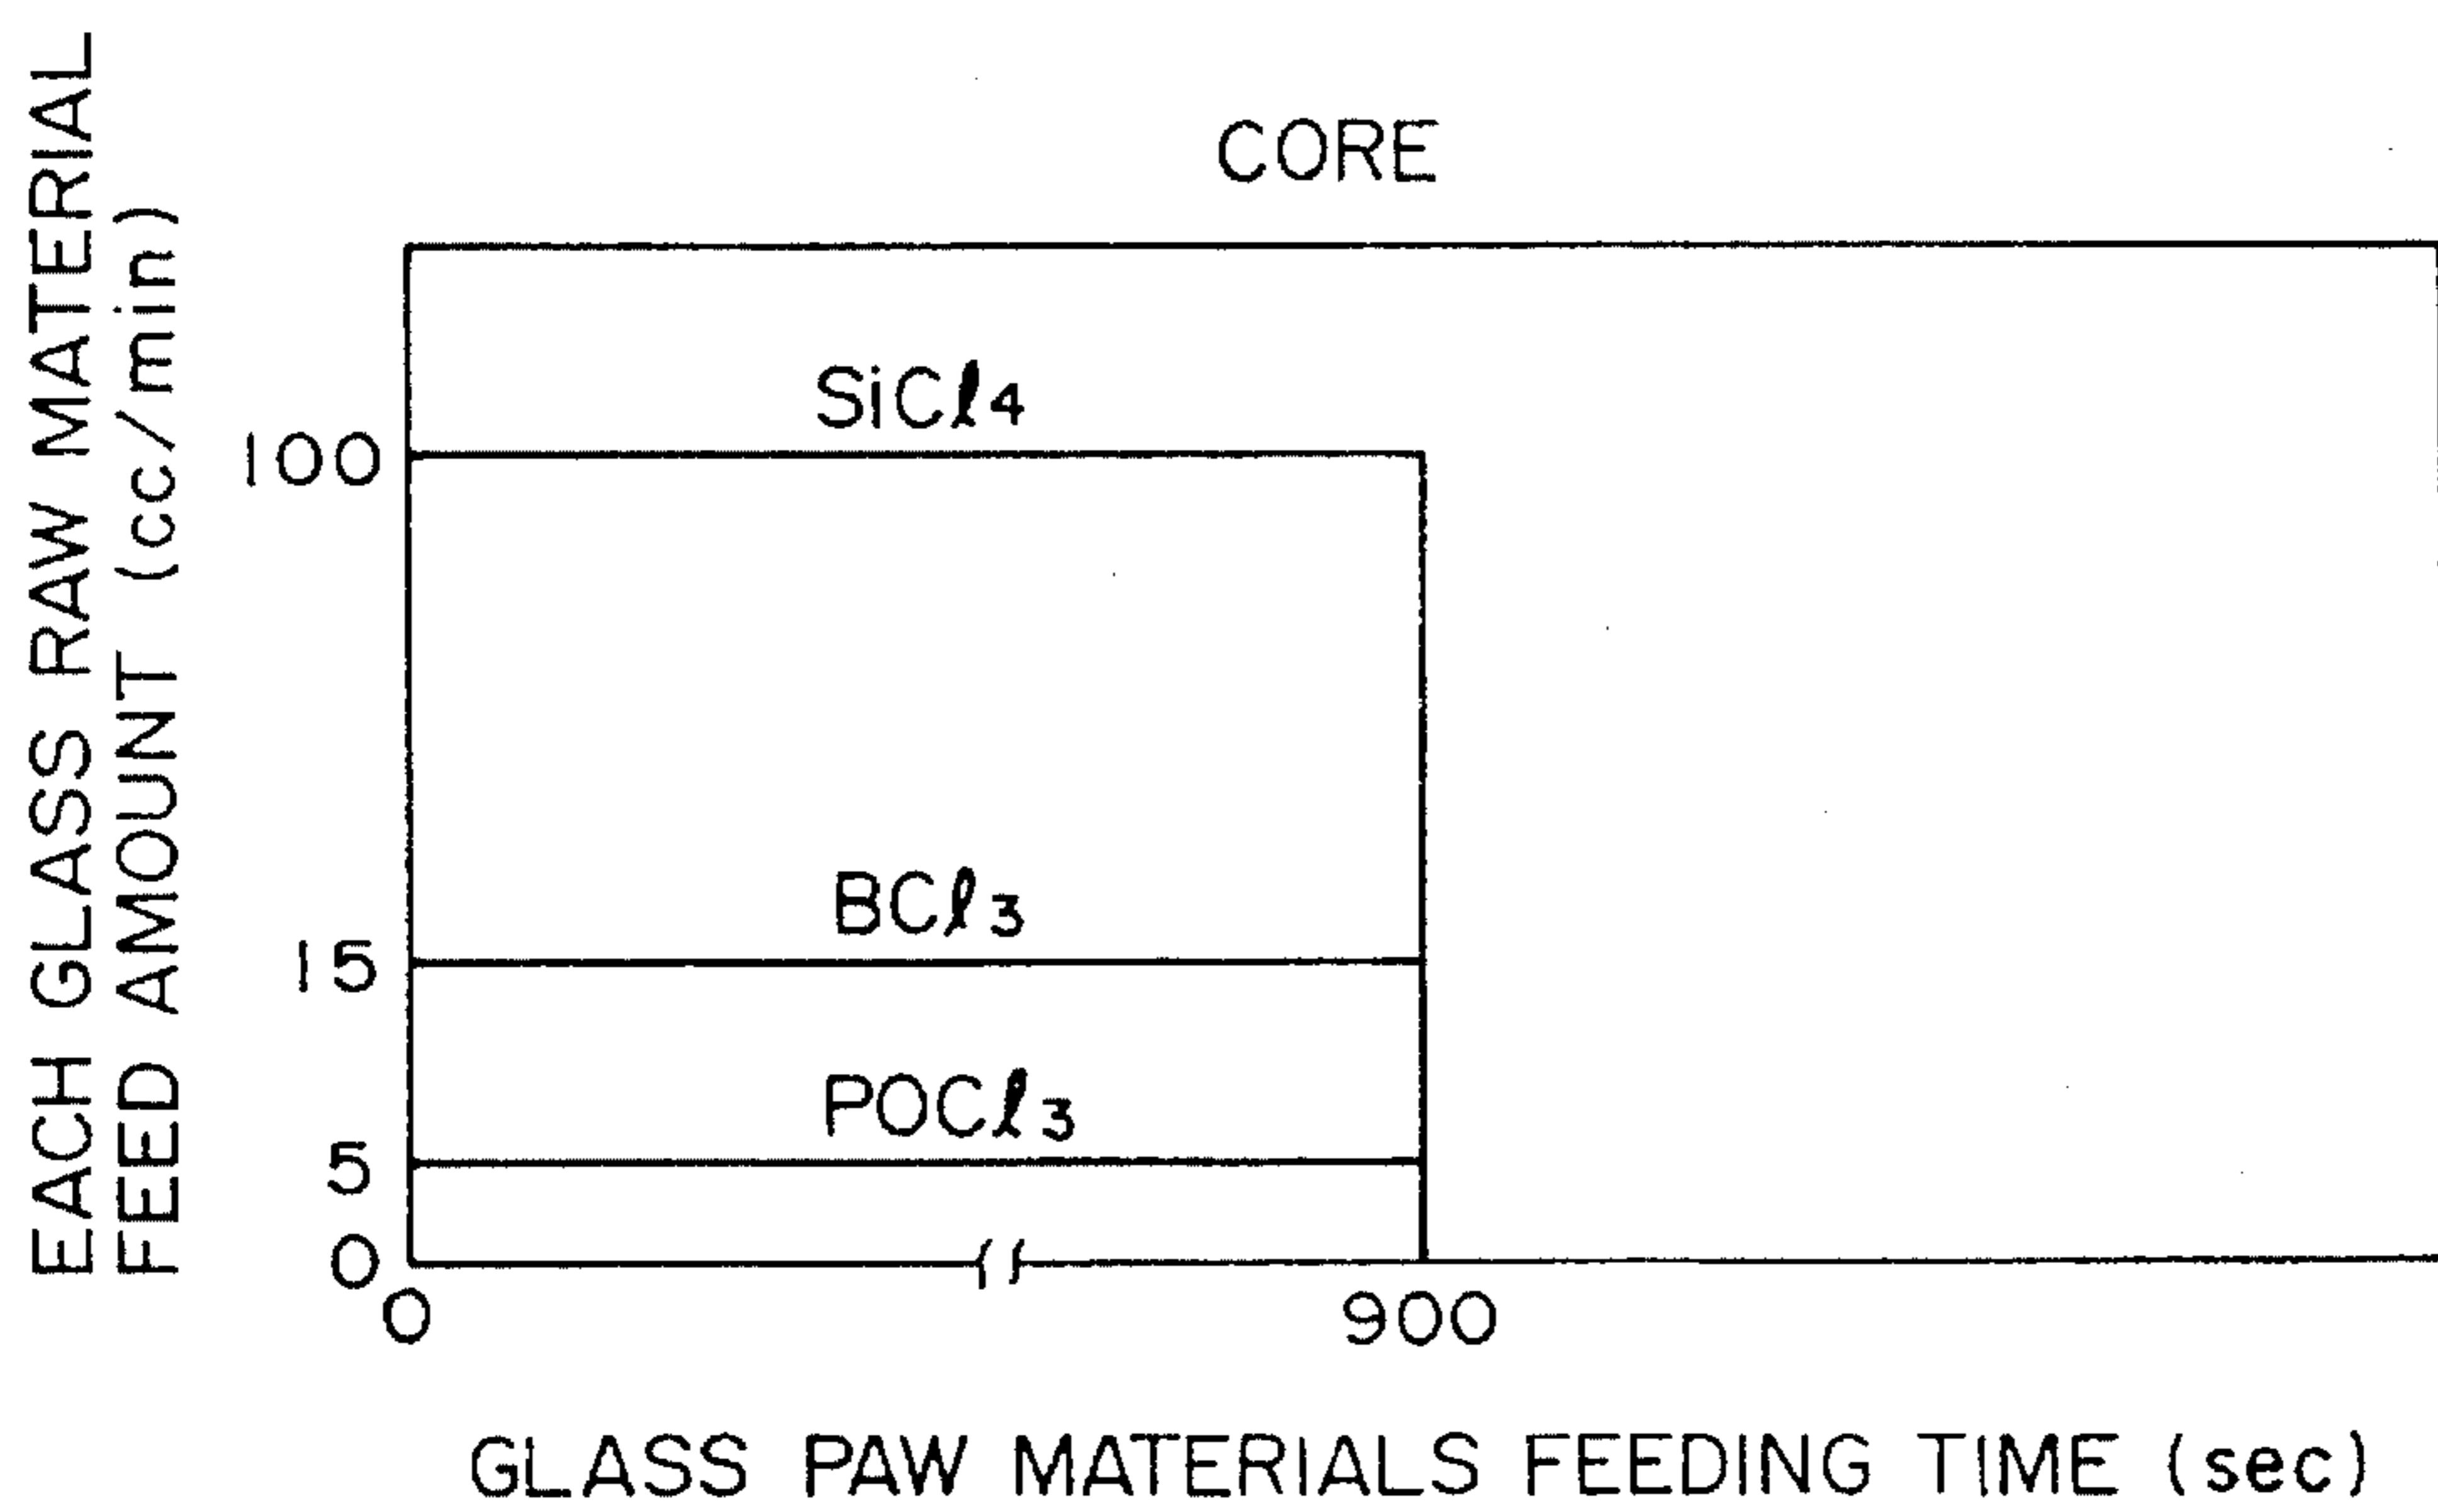 EACH GLASS RAW MATERIAL
FEED AMOUNT (cc/min)
CORE
SiCℓ4
100
BCℓ3
15
POCℓ3
5
0
0
900
GLASS PAW MATERIALS FEEDING TIME (sec)